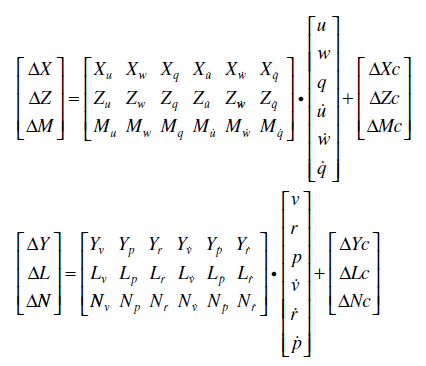 [ΔX ΔZ ΔM] = [X_u X_w X_q X_u̇ X_ẇ X_q̇; Z_u Z_w Z_q Z_u̇ Z_ẇ Z_q̇; M_u M_w M_q M_u̇ M_ẇ M_q̇] • [u w q u̇ ẇ q̇] + [ΔXc ΔZc ΔMc]
[ΔY ΔL ΔN] = [Y_v Y_p Y_r Y_v̇ Y_ṗ Y_ṙ; L_v L_p L_r L_v̇ L_ṗ L_ṙ; N_v N_p N_r N_v̇ N_ṗ N_ṙ] • [v r p v̇ ṙ ṗ] + [ΔYc ΔLc ΔNc]